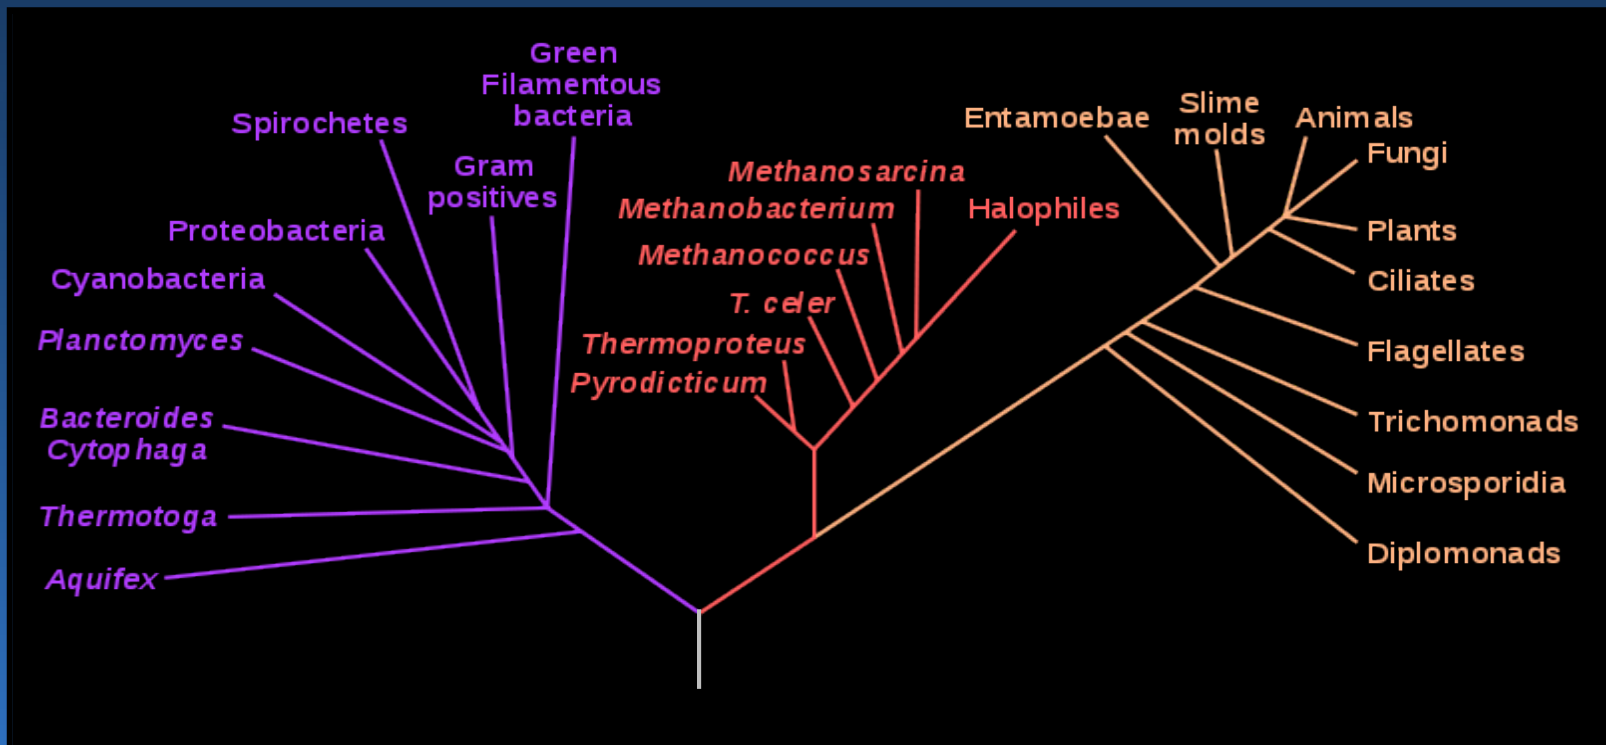 Green
Filamentous
bacteria
Spirochetes
Gram
positives
Proteobacteria
Cyanobacteria
Planctomyces
Bacteroides
Cytophaga
Thermotoga
Aquifex
Methanosarcina
Methanobacterium
Halophiles
Methanococcus
T. celer
Thermoproteus
Pyrodicticum
Entamoebae
Slime
molds
Animals
Fungi
Plants
Ciliates
Flagellates
Trichomonads
Microsporidia
Diplomonads